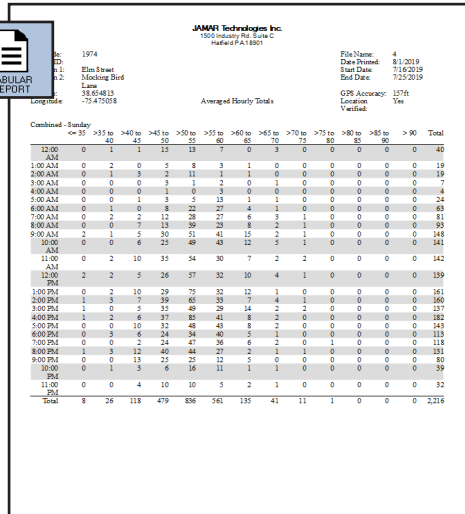 JAMAR Technologies Inc.
1500 Industry Rd. Suite C
Hatfield PA 18901
REPORT
1974 File Name: 4
Date Printed: 8/1/2019
1: Elm Street Start Date: 7/16/2019
2: Mocking Bird End Date: 7/25/2019
Lane
38.654813 GPS Accuracy: 157ft
Longitude: -75.475058 Averaged Hourly Totals Location Yes
Verified:
Combined - Sunday
<= 35 >35 to >40 to >45 to >50 to >55 to >60 to >65 to >70 to >75 to >80 to >85 to > 90 Total
40 45 50 55 60 65 70 75 80 85 90
12:00 0 1 1 15 13 7 0 3 0 0 0 0 0 40
AM
1:00 AM 0 2 0 5 8 3 1 0 0 0 0 0 0 19
2:00 AM 0 1 3 2 11 1 1 0 0 0 0 0 0 19
3:00 AM 0 0 0 3 1 2 0 1 0 0 0 0 0 7
4:00 AM 0 0 0 1 0 3 0 0 0 0 0 0 0 4
5:00 AM 0 0 1 3 5 13 1 1 0 0 0 0 0 24
6:00 AM 0 1 0 8 22 27 4 1 0 0 0 0 0 63
7:00 AM 0 2 2 12 28 27 6 3 1 0 0 0 0 81
8:00 AM 0 0 7 13 39 23 8 2 1 0 0 0 0 93
9:00 AM 2 1 5 30 51 41 15 2 1 0 0 0 0 148
10:00 0 0 6 25 49 43 12 5 1 0 0 0 0 141
AM
11:00 0 2 10 35 54 30 7 2 2 0 0 0 0 142
AM
12:00 2 2 5 26 57 32 10 4 1 0 0 0 0 139
PM
1:00 PM 0 2 10 29 75 32 12 1 0 0 0 0 0 161
2:00 PM 1 3 7 39 65 33 7 4 1 0 0 0 0 160
3:00 PM 1 0 5 35 49 29 14 2 2 0 0 0 0 137
4:00 PM 1 2 6 37 85 41 8 2 0 0 0 0 0 182
5:00 PM 0 0 10 32 48 43 8 2 0 0 0 0 0 143
6:00 PM 0 3 6 24 34 40 5 1 0 0 0 0 0 113
7:00 PM 0 0 2 24 47 36 6 2 0 1 0 0 0 118
8:00 PM 1 3 12 40 44 27 2 1 1 0 0 0 0 131
9:00 PM 0 0 13 25 25 12 5 0 0 0 0 0 0 80
10:00 0 1 3 6 16 11 1 1 0 0 0 0 0 39
PM
11:00 0 0 4 10 10 5 2 1 0 0 0 0 0 32
PM
Total 8 26 118 479 836 561 135 41 11 1 0 0 0 2,216